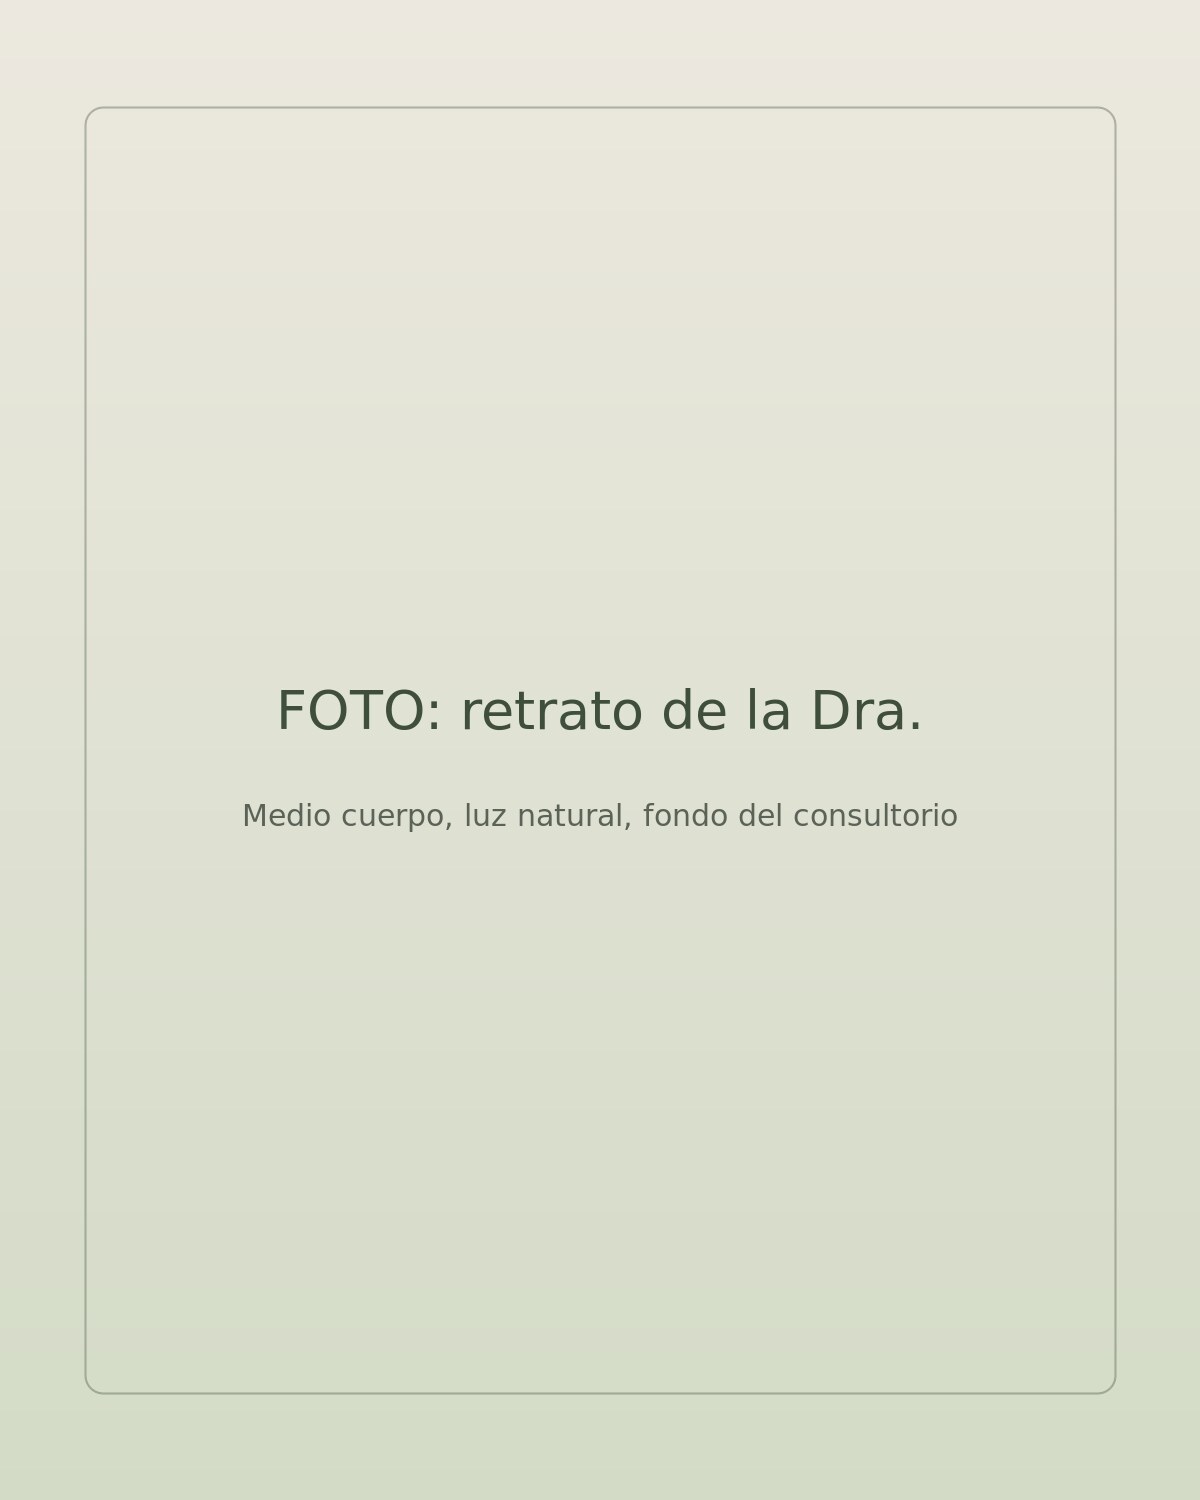 FOTO: retrato de la Dra.
Medio cuerpo, luz natural, fondo del consultorio